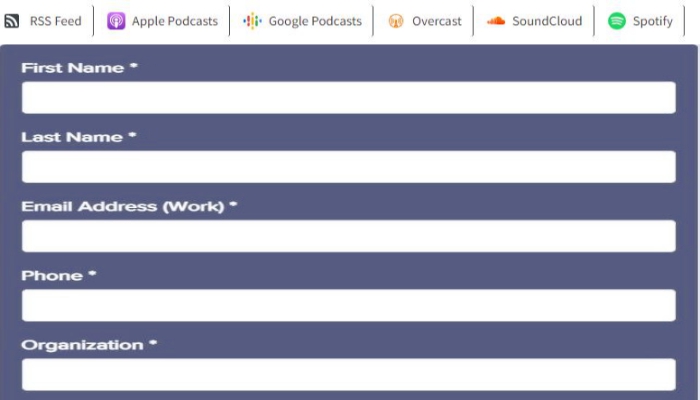 RSS Feed Apple Podcasts Google Podcasts Overcast SoundCloud Spotify
First Name *
Last Name *
Email Address (Work) *
Phone *
Organization *